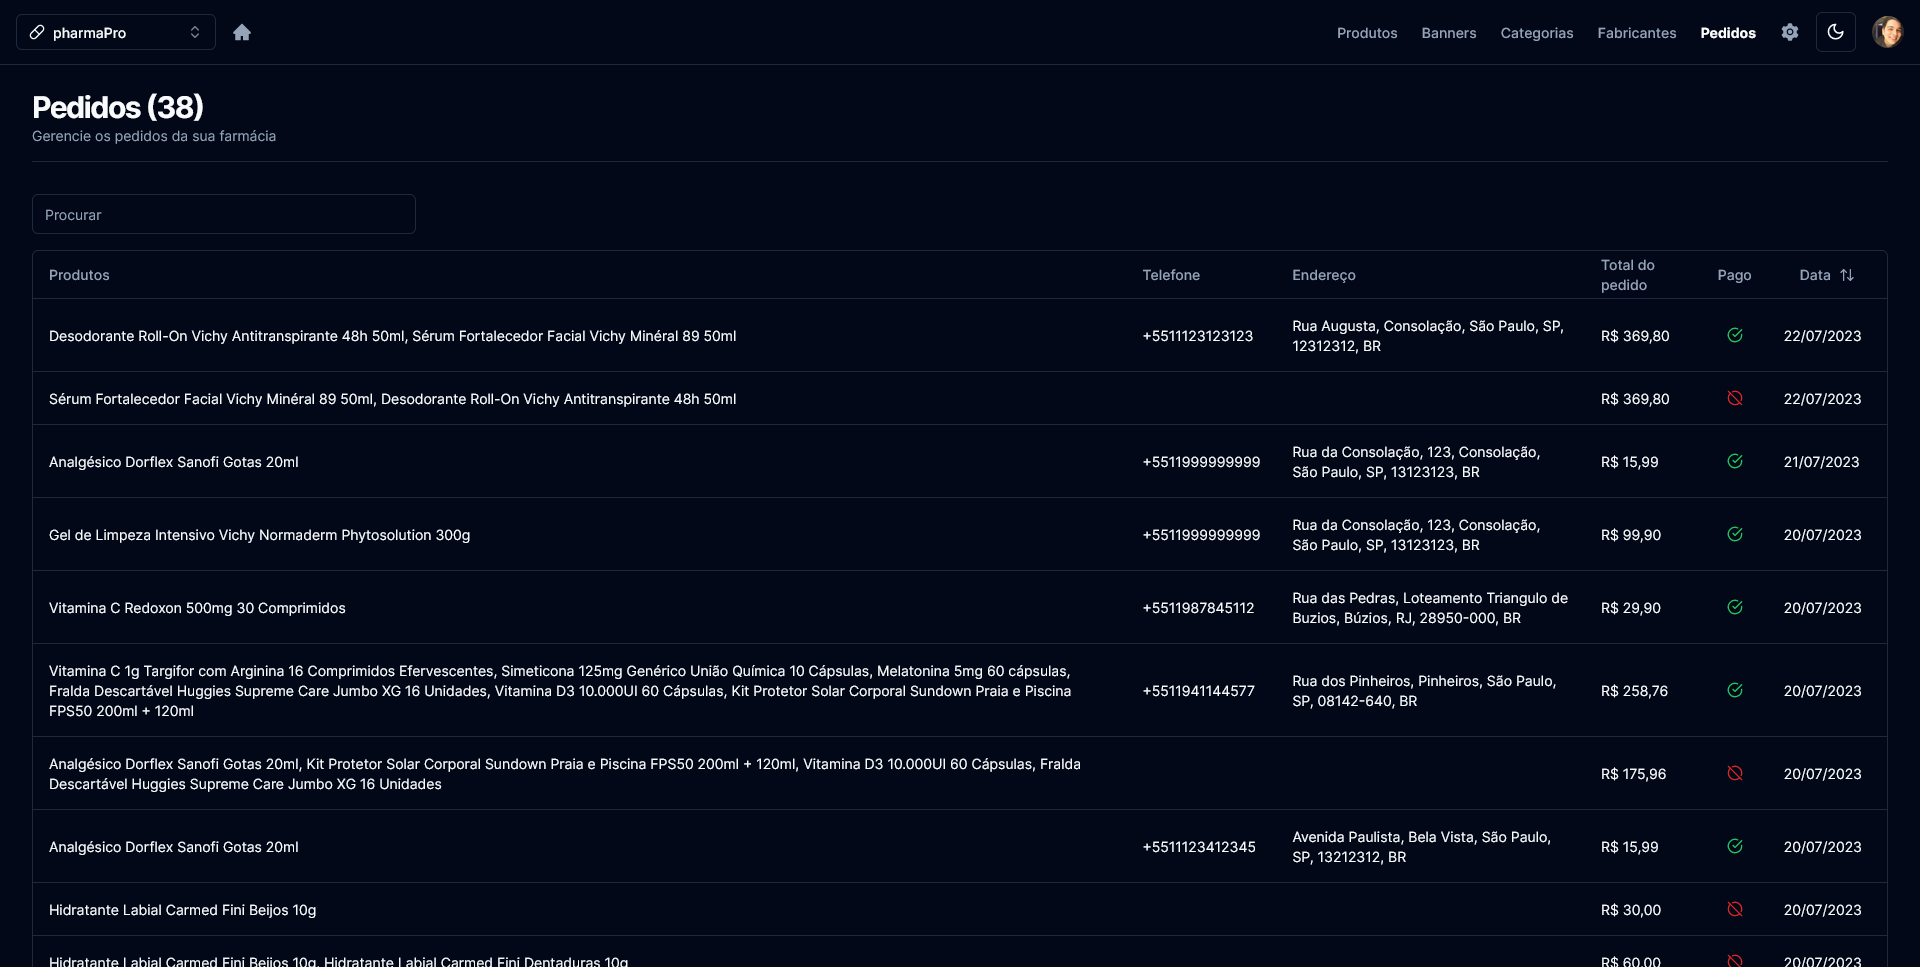 pharmaPro
Produtos Banners Categorias Fabricantes Pedidos
Pedidos (38)
Gerencie os pedidos da sua farmácia
Procurar
Produtos Telefone Endereço Total do pedido Pago Data
Desodorante Roll-On Vichy Antitranspirante 48h 50ml, Sérum Fortalecedor Facial Vichy Minéral 89 50ml
+5511123123123
Rua Augusta, Consolação, São Paulo, SP,
12312312, BR
R$ 369,80
22/07/2023
Sérum Fortalecedor Facial Vichy Minéral 89 50ml, Desodorante Roll-On Vichy Antitranspirante 48h 50ml
R$ 369,80
22/07/2023
Analgésico Dorflex Sanofi Gotas 20ml
+5511999999999
Rua da Consolação, 123, Consolação,
São Paulo, SP, 13123123, BR
R$ 15,99
21/07/2023
Gel de Limpeza Intensivo Vichy Normaderm Phytosolution 300g
+5511999999999
Rua da Consolação, 123, Consolação,
São Paulo, SP, 13123123, BR
R$ 99,90
20/07/2023
Vitamina C Redoxon 500mg 30 Comprimidos
+5511987845112
Rua das Pedras, Loteamento Triangulo de
Buzios, Búzios, RJ, 28950-000, BR
R$ 29,90
20/07/2023
Vitamina C 1g Targifor com Arginina 16 Comprimidos Efervescentes, Simeticona 125mg Genérico União Química 10 Cápsulas, Melatonina 5mg 60 cápsulas,
Fralda Descartável Huggies Supreme Care Jumbo XG 16 Unidades, Vitamina D3 10.000UI 60 Cápsulas, Kit Protetor Solar Corporal Sundown Praia e Piscina
FPS50 200ml + 120ml
+5511941144577
Rua dos Pinheiros, Pinheiros, São Paulo,
SP, 08142-640, BR
R$ 258,76
20/07/2023
Analgésico Dorflex Sanofi Gotas 20ml, Kit Protetor Solar Corporal Sundown Praia e Piscina FPS50 200ml + 120ml, Vitamina D3 10.000UI 60 Cápsulas, Fralda
Descartável Huggies Supreme Care Jumbo XG 16 Unidades
R$ 175,96
20/07/2023
Analgésico Dorflex Sanofi Gotas 20ml
+5511123412345
Avenida Paulista, Bela Vista, São Paulo,
SP, 13212312, BR
R$ 15,99
20/07/2023
Hidratante Labial Carmed Fini Beijos 10g
R$ 30,00
20/07/2023
Hidratante Labial Carmed Fini Beijos 10g, Hidratante Labial Carmed Fini Dentaduras 10g
R$ 60,00
20/07/2023